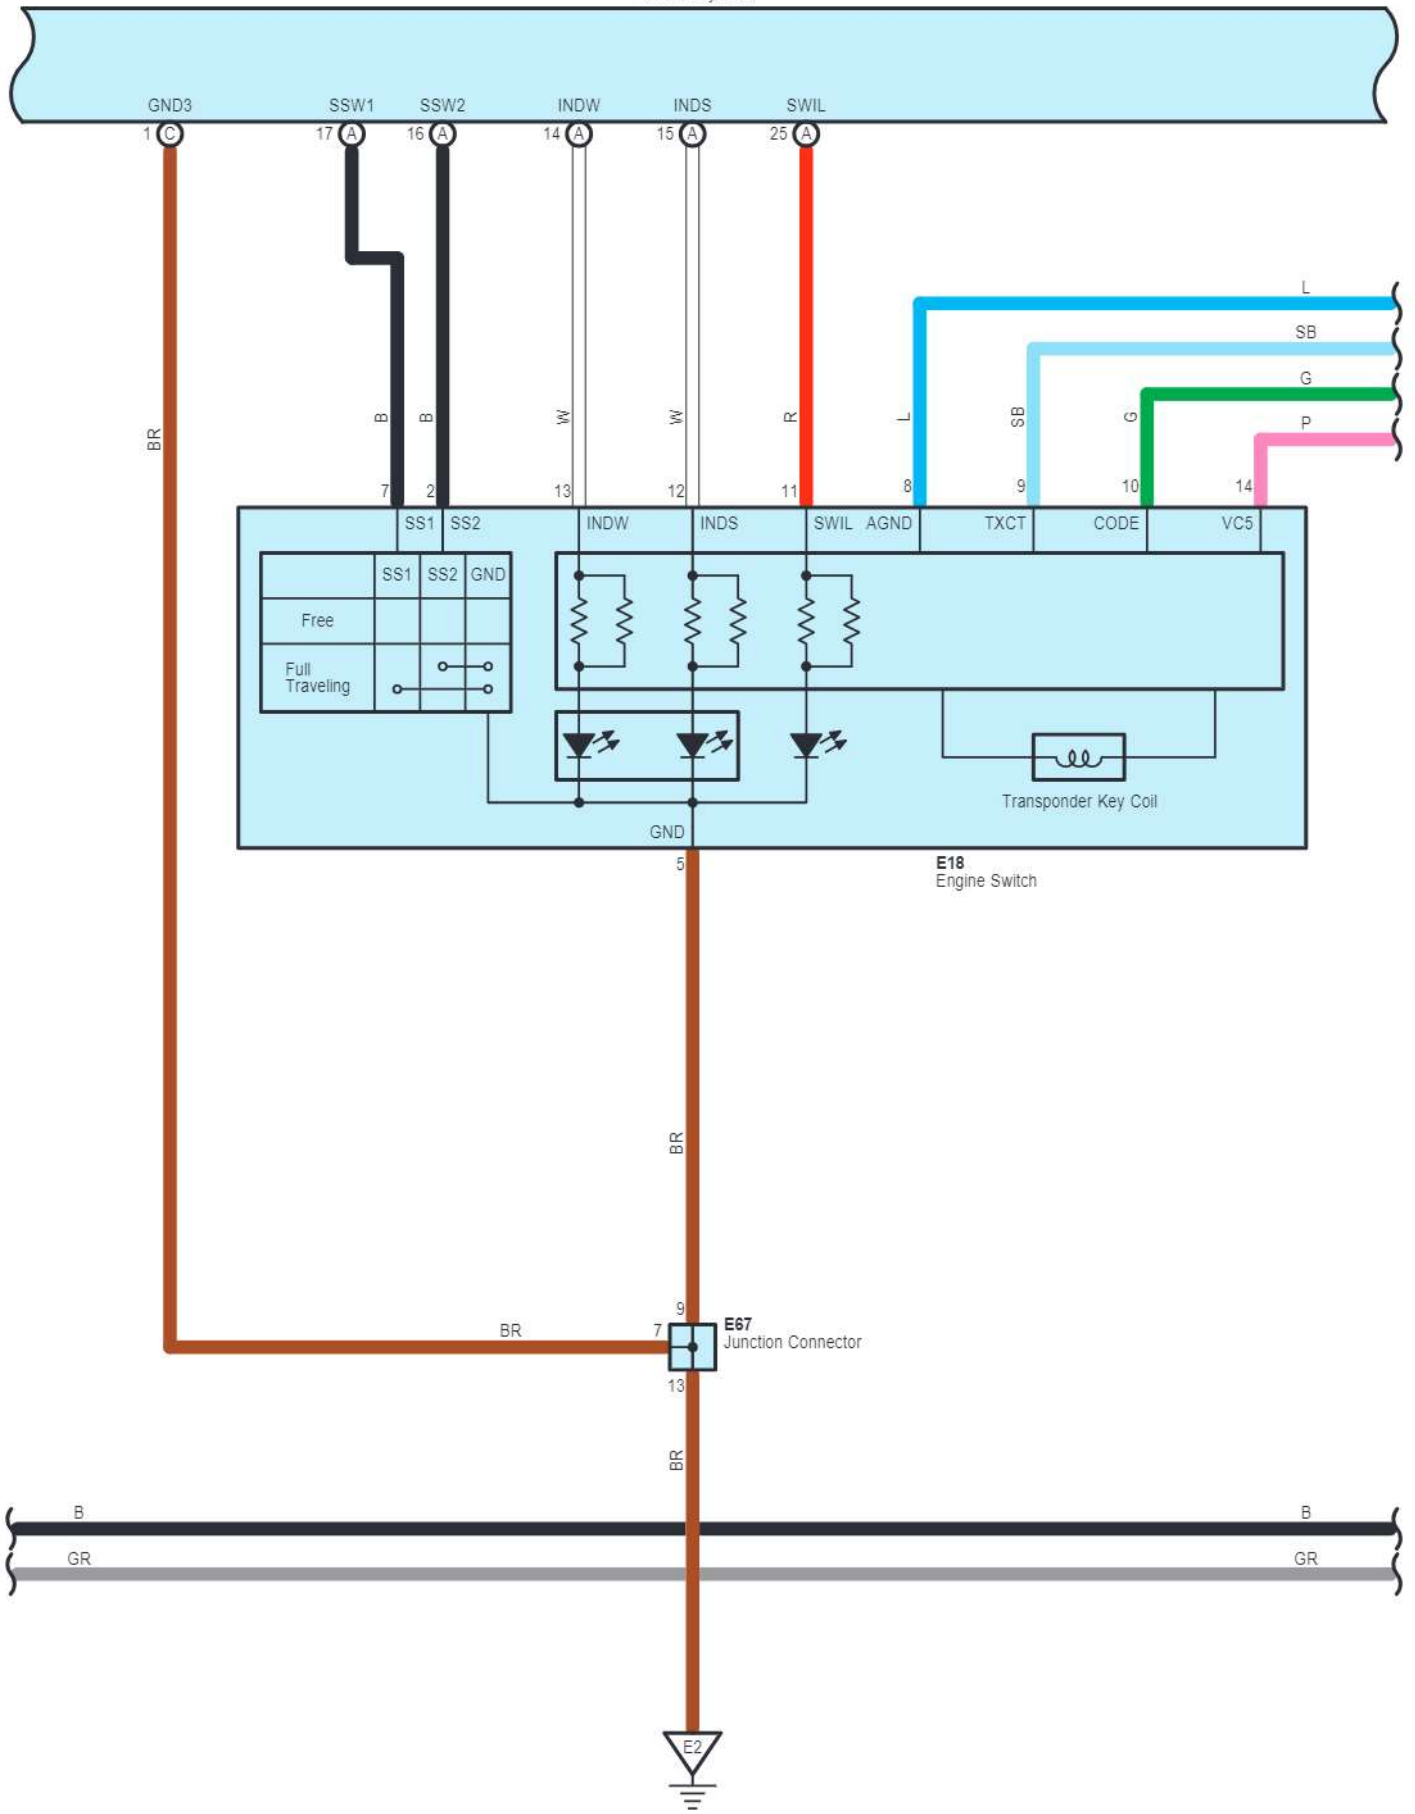 GND3 SSW1 SSW2 INDW INDS SWIL
1 C 17 A 16 A 14 A 15 A 25 A
L
SB
G
P
BR B B W W R L SB G
7 2 13 12 11 8 9 10 14
SS1 SS2 INDW INDS SWIL AGND TXCT CODE VC5
SS1 SS2 GND
Free
Full
Traveling
Transponder Key Coil
GND
5
E18
Engine Switch
BR
9
E67
BR 7 Junction Connector
13
BR
B B
GR GR
E2